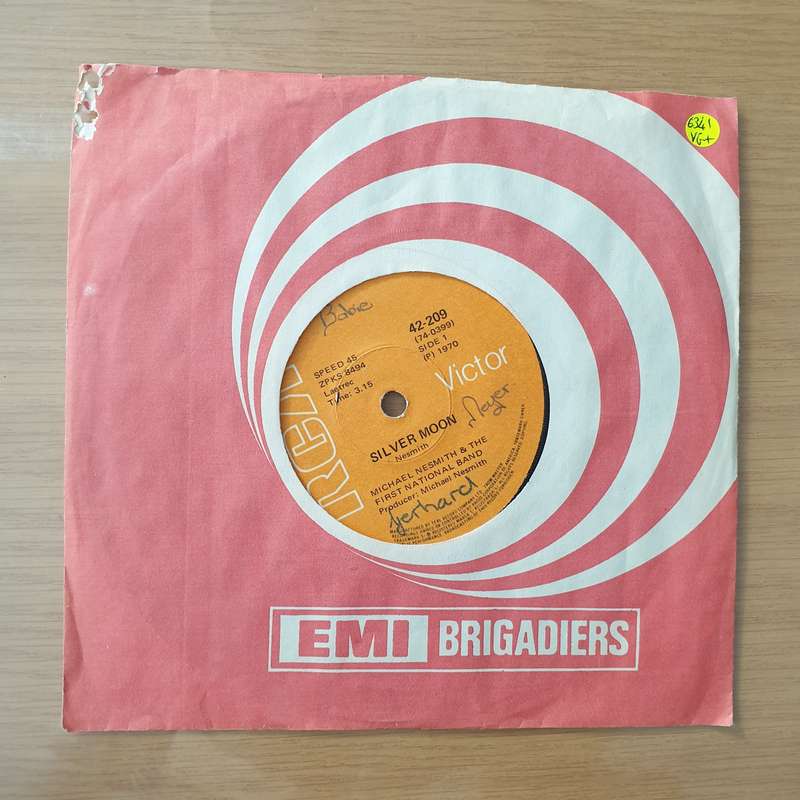 6341
VG+
Babie
42-209
(74-0399)
SIDE 1
(P) 1970
SPEED 45
ZPKS 8494
Lantrec
Time: 3.15
RCA
Victor
Meyer
SILVER MOON
Nesmith
MICHAEL NESMITH & THE
FIRST NATIONAL BAND
Producer: Michael Nesmith
Gerhard
EMI BRIGADIERS